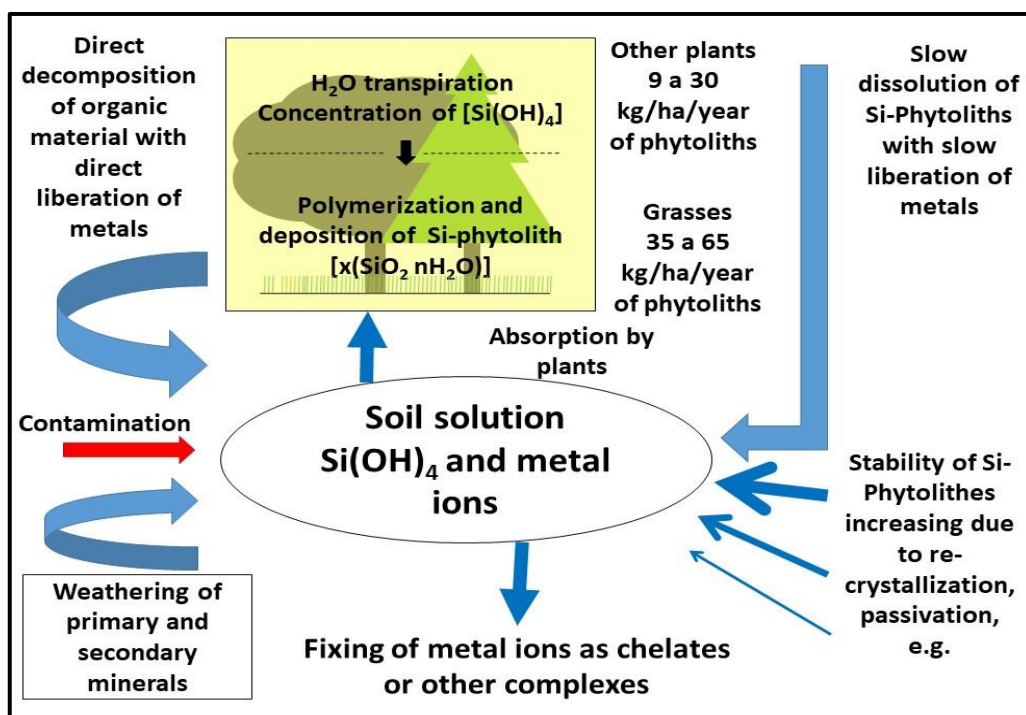 Direct
decomposition
of organic
material with
direct
liberation of
metals
H₂O transpiration
Concentration of [Si(OH)₄]
Polymerization and
deposition of Si-phytolith
[x(SiO₂ nH₂O)]
Other plants
9 a 30
kg/ha/year
of phytoliths
Grasses
35 a 65
kg/ha/year
of phytoliths
Slow
dissolution of
Si-Phytoliths
with slow
liberation of
metals
Absorption by
plants
Contamination
Soil solution
Si(OH)₄ and metal
ions
Stability of Si-
Phytolithes
increasing due
to re-
crystallization,
passivation,
e.g.
Weathering of
primary and
secondary
minerals
Fixing of metal ions as chelates
or other complexes